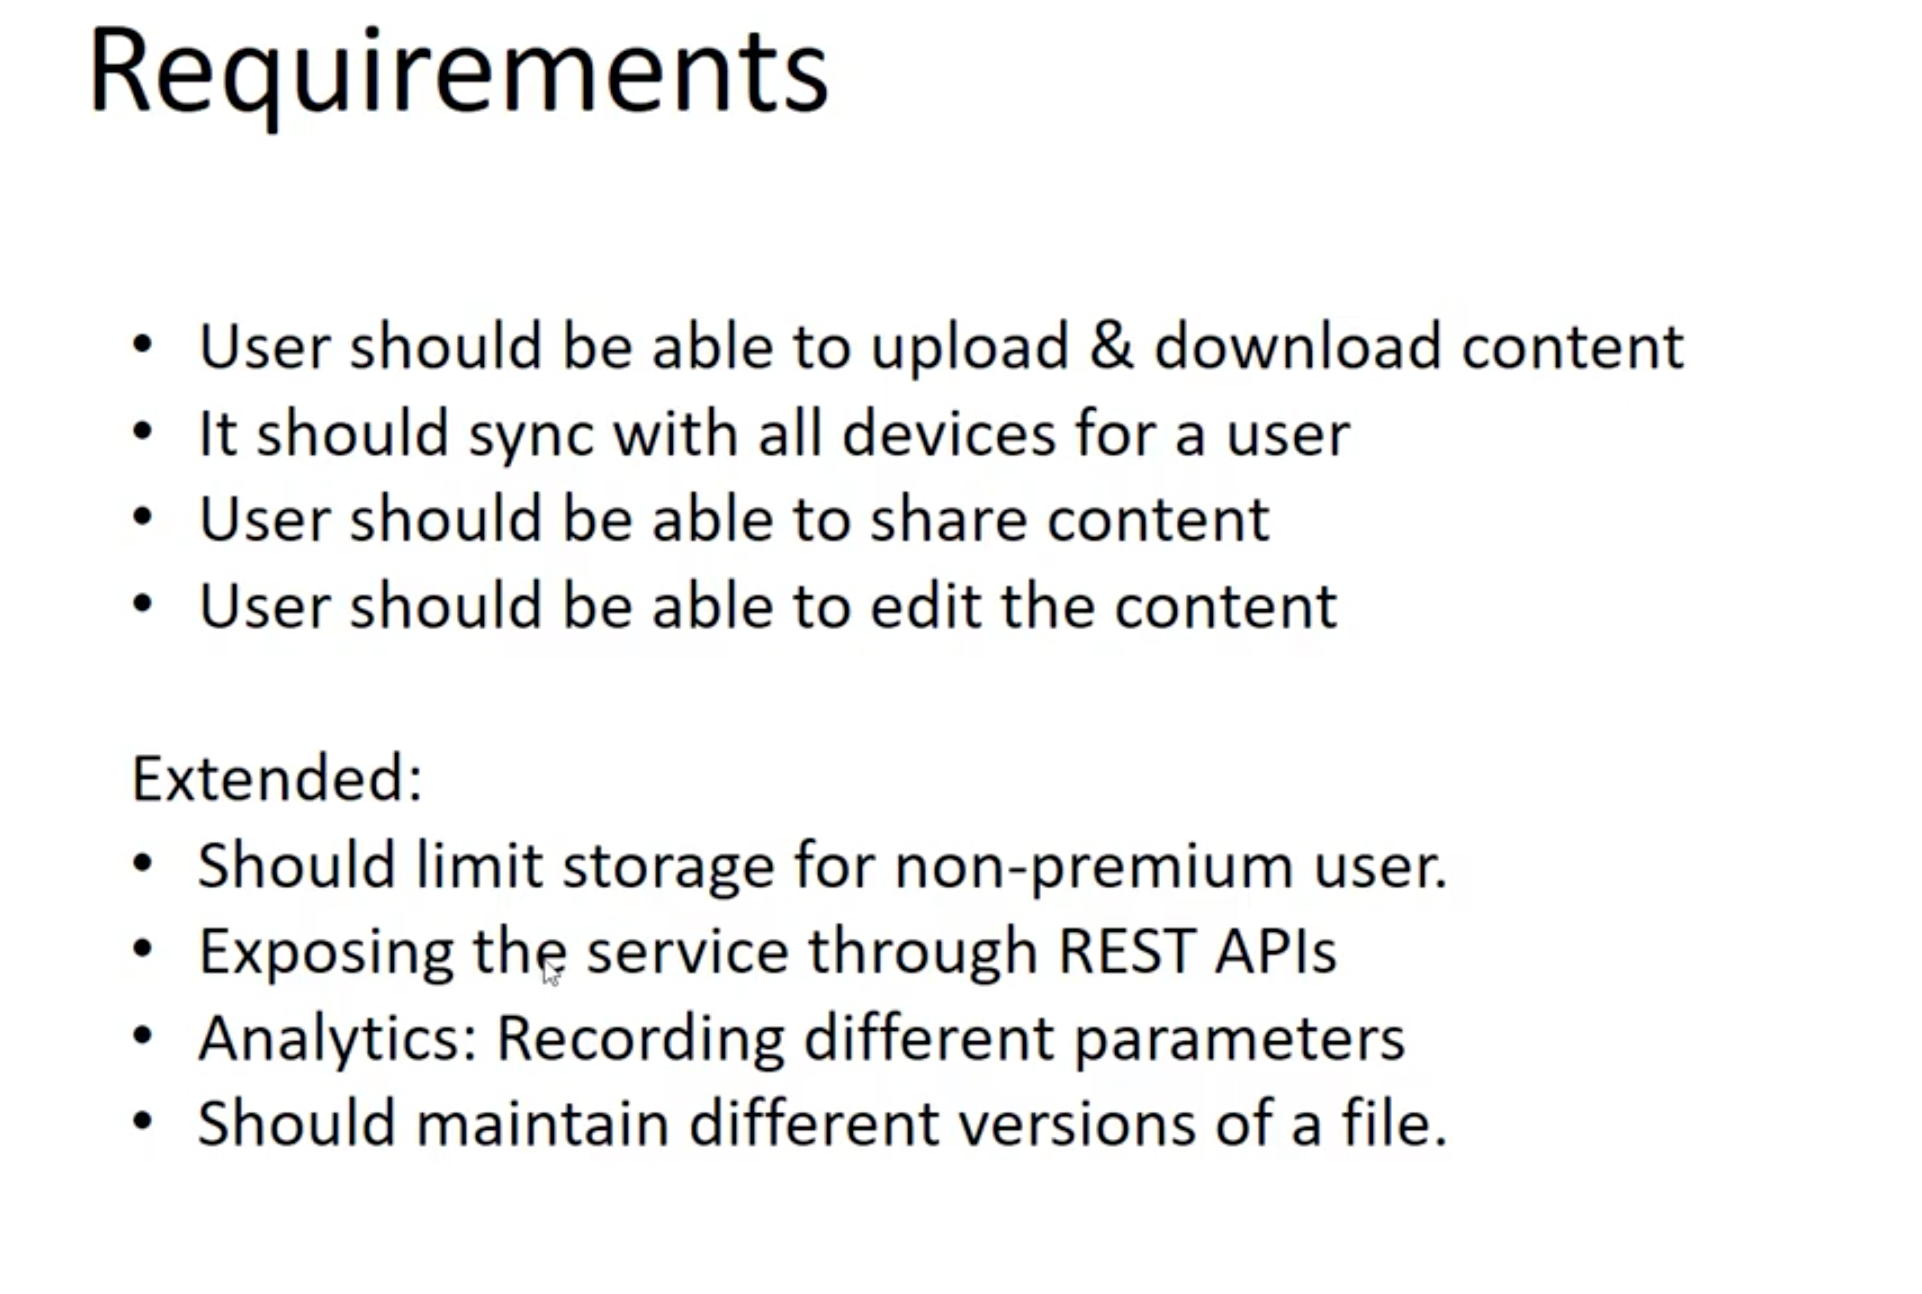 Requirements
• User should be able to upload & download content
• It should sync with all devices for a user
• User should be able to share content
• User should be able to edit the content
Extended:
• Should limit storage for non-premium user.
• Exposing the service through REST APIs
• Analytics: Recording different parameters
• Should maintain different versions of a file.